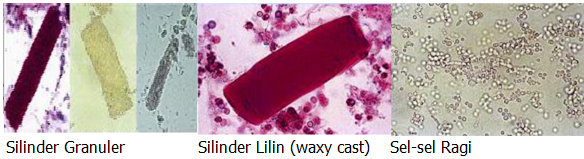 Silinder Granuler
Silinder Lilin (waxy cast)
Sel-sel Ragi